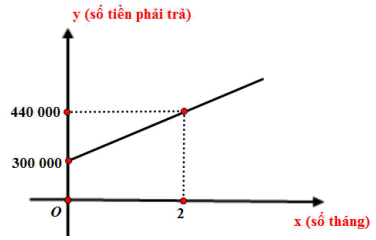 y (số tiền phải trả)
440 000
300 000
O
2
x (số tháng)